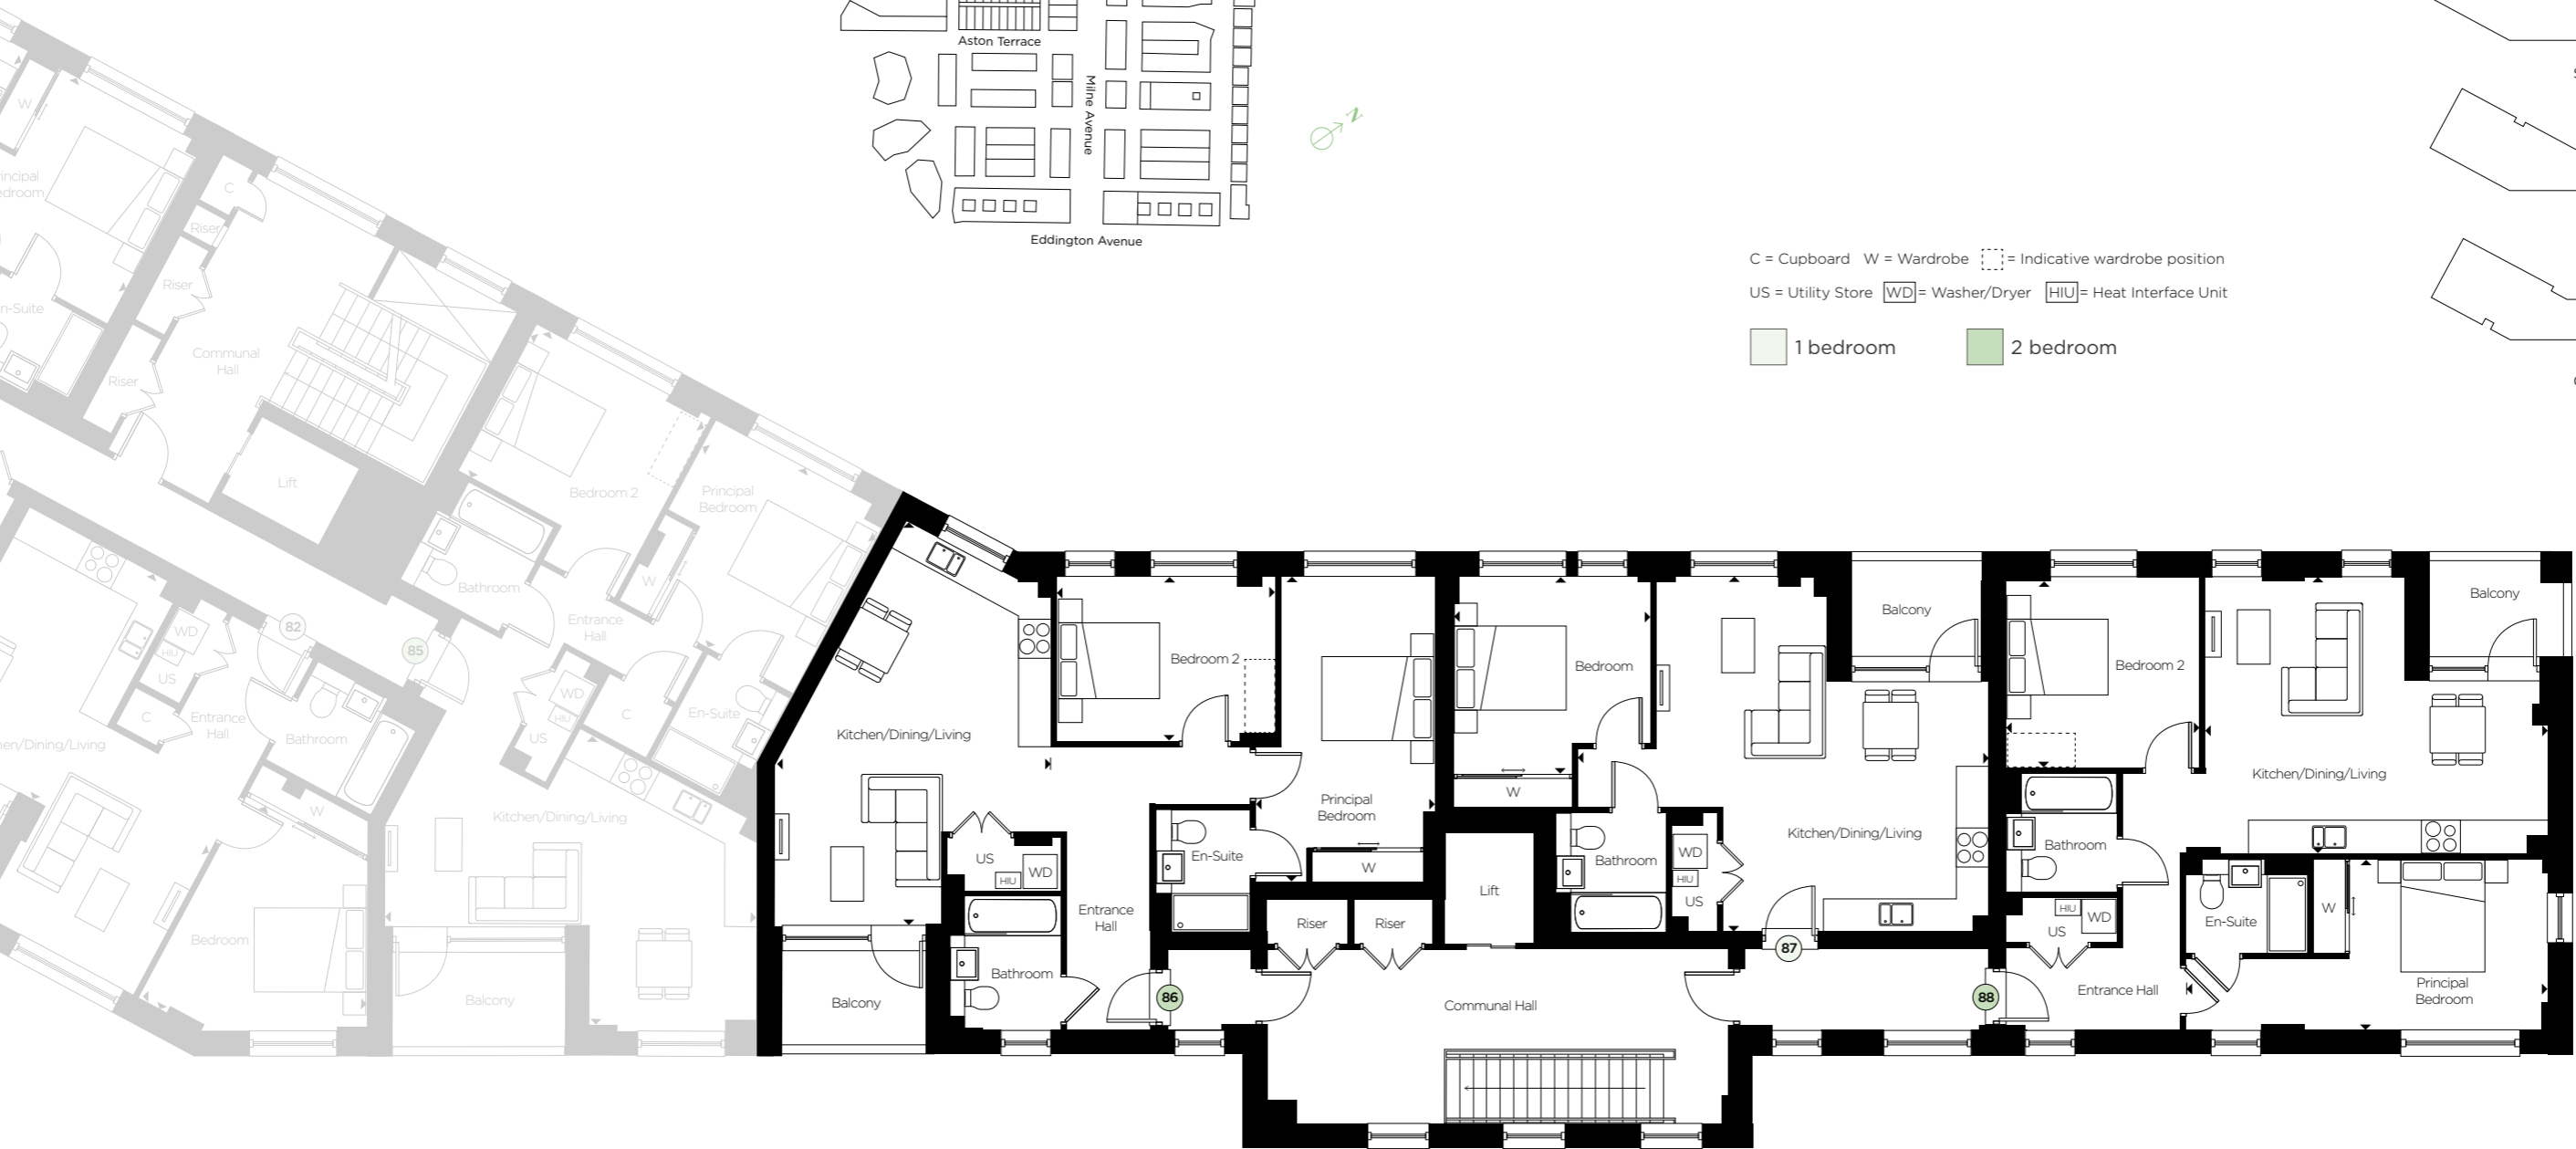 Aston Terrace
Milne Avenue
Eddington Avenue
N
C = Cupboard W = Wardrobe = Indicative wardrobe position
US = Utility Store WD = Washer/Dryer HIU = Heat Interface Unit
1 bedroom
2 bedroom
W
C
Riser
Riser
Riser
Communal
Hall
Lift
Bedroom
En-Suite
Bedroom 2
Principal
Bedroom
W
Bathroom
Entrance
Hall
82
85
WD
HIU
US
C
Entrance
Hall
Bathroom
W
Bedroom
WD
HIU
US
C
En-Suite
Kitchen/Dining/Living
Balcony
Kitchen/Dining/Living
Bedroom 2
Principal
Bedroom
W
En-Suite
US
HIU
WD
Entrance
Hall
Bathroom
Balcony
86
Riser
Riser
Lift
Communal Hall
Bedroom
W
Bathroom
WD
HIU
US
Kitchen/Dining/Living
Balcony
87
88
Bedroom 2
Kitchen/Dining/Living
Balcony
Bathroom
HIU
WD
US
Entrance Hall
En-Suite
W
Principal
Bedroom